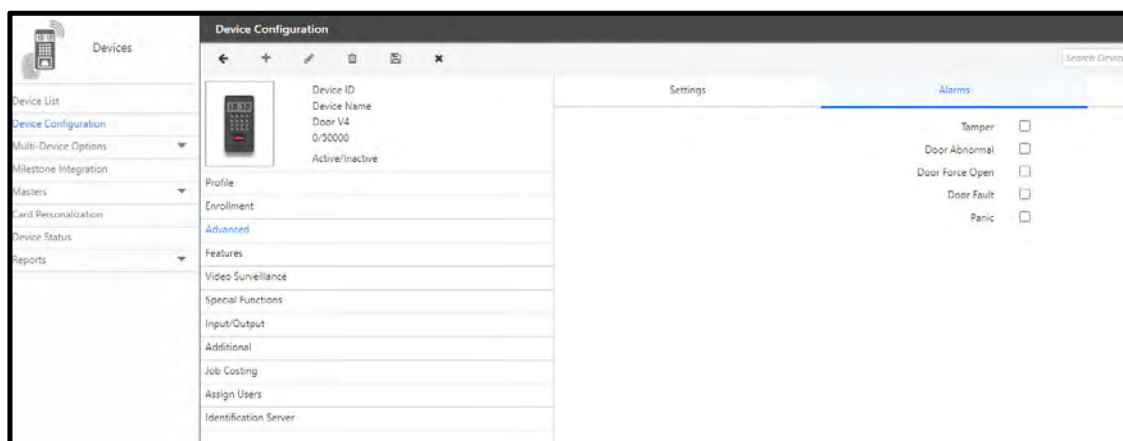 Devices
Device List
Device Configuration
Multi-Device Options
Milestone Integration
Masters
Card Personalization
Device Status
Reports
Device Configuration
Search Devic
Device ID
Device Name
Door V4
0/50000
Active/Inactive
Profile
Enrollment
Advanced
Features
Video Surveillance
Special Functions
Input/Output
Additional
Job Costing
Assign Users
Identification Server
Settings
Alarms
Tamper
Door Abnormal
Door Force Open
Door Fault
Panic